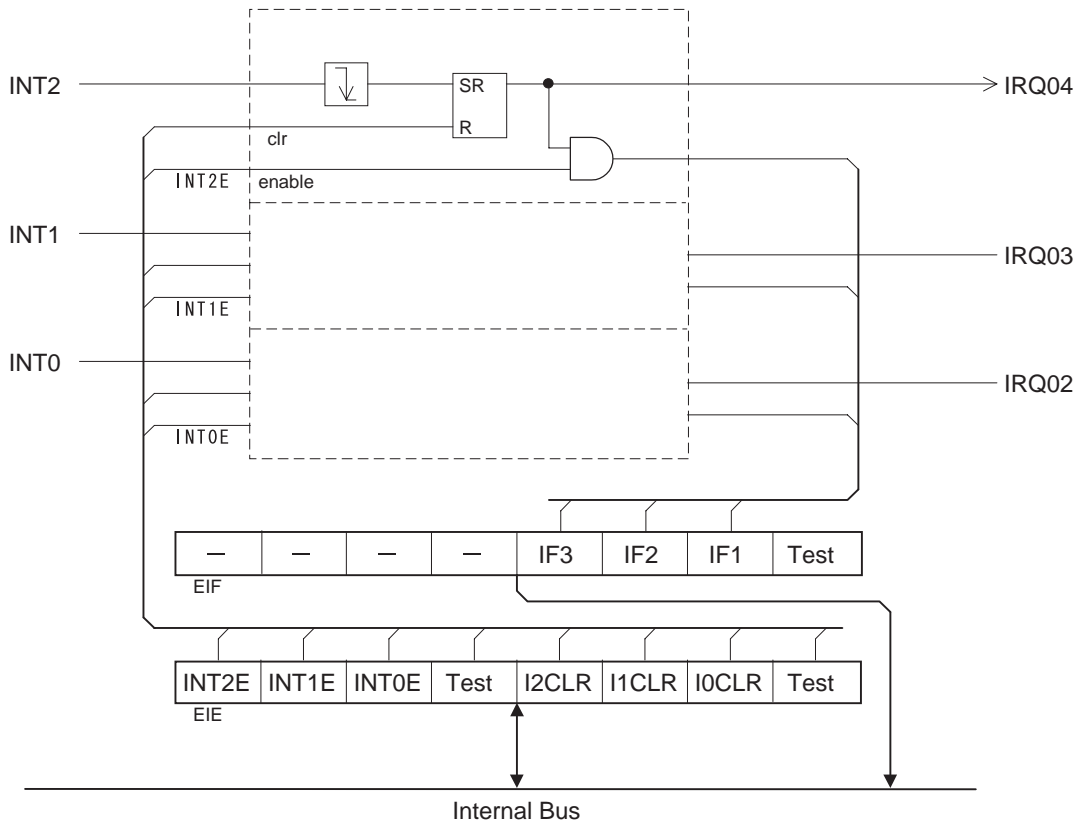 INT2
SR
IRQ04
R
clr
INT2E
enable
INT1
IRQ03
INT1E
INT0
IRQ02
INT0E
– – – – IF3 IF2 IF1 Test
EIF
INT2E INT1E INT0E Test I2CLR I1CLR I0CLR Test
EIE
Internal Bus